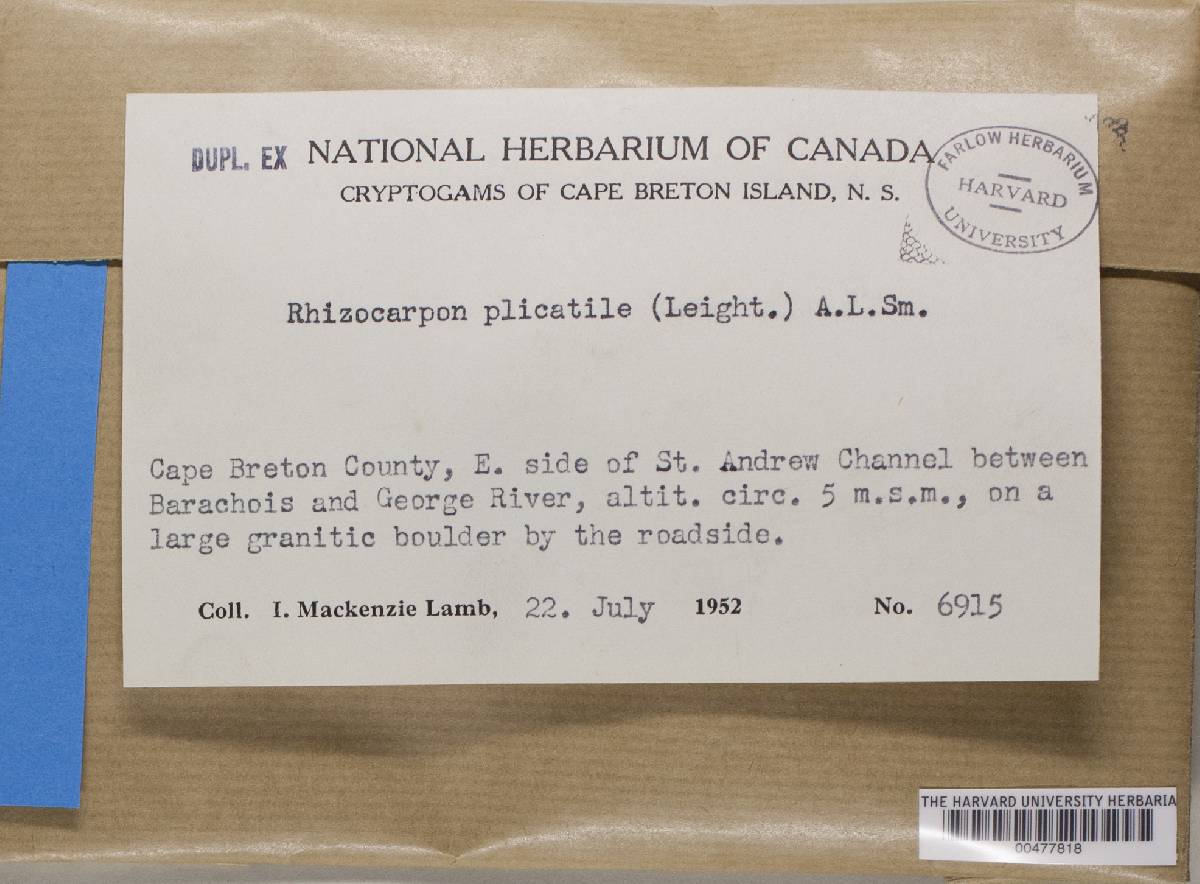 DUPL. EX NATIONAL HERBARIUM OF CANADA
CRYPTOGAMS OF CAPE BRETON ISLAND, N. S.
FARLOW HERBARIUM
HARVARD
UNIVERSITY
Rhizocarpon plicatile (Leight.) A.L.Sm.
Cape Breton County, E. side of St. Andrew Channel between
Barachois and George River, altit. circ. 5 m.s.m., on a
large granitic boulder by the roadside.
Coll. I. Mackenzie Lamb, 22. July 1952 No. 6915
THE HARVARD UNIVERSITY HERBARIA
00477818